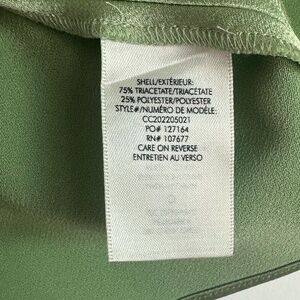 SHELL/EXTÉRIEUR:
75% TRIACETATE/TRIACÉTATE
25% POLYESTER/POLYESTER
STYLE#/NUMÉRO DE MODÈLE:
CC202205021
PO# 127164
RN# 107677
CARE ON REVERSE
ENTRETIEN AU VERSO